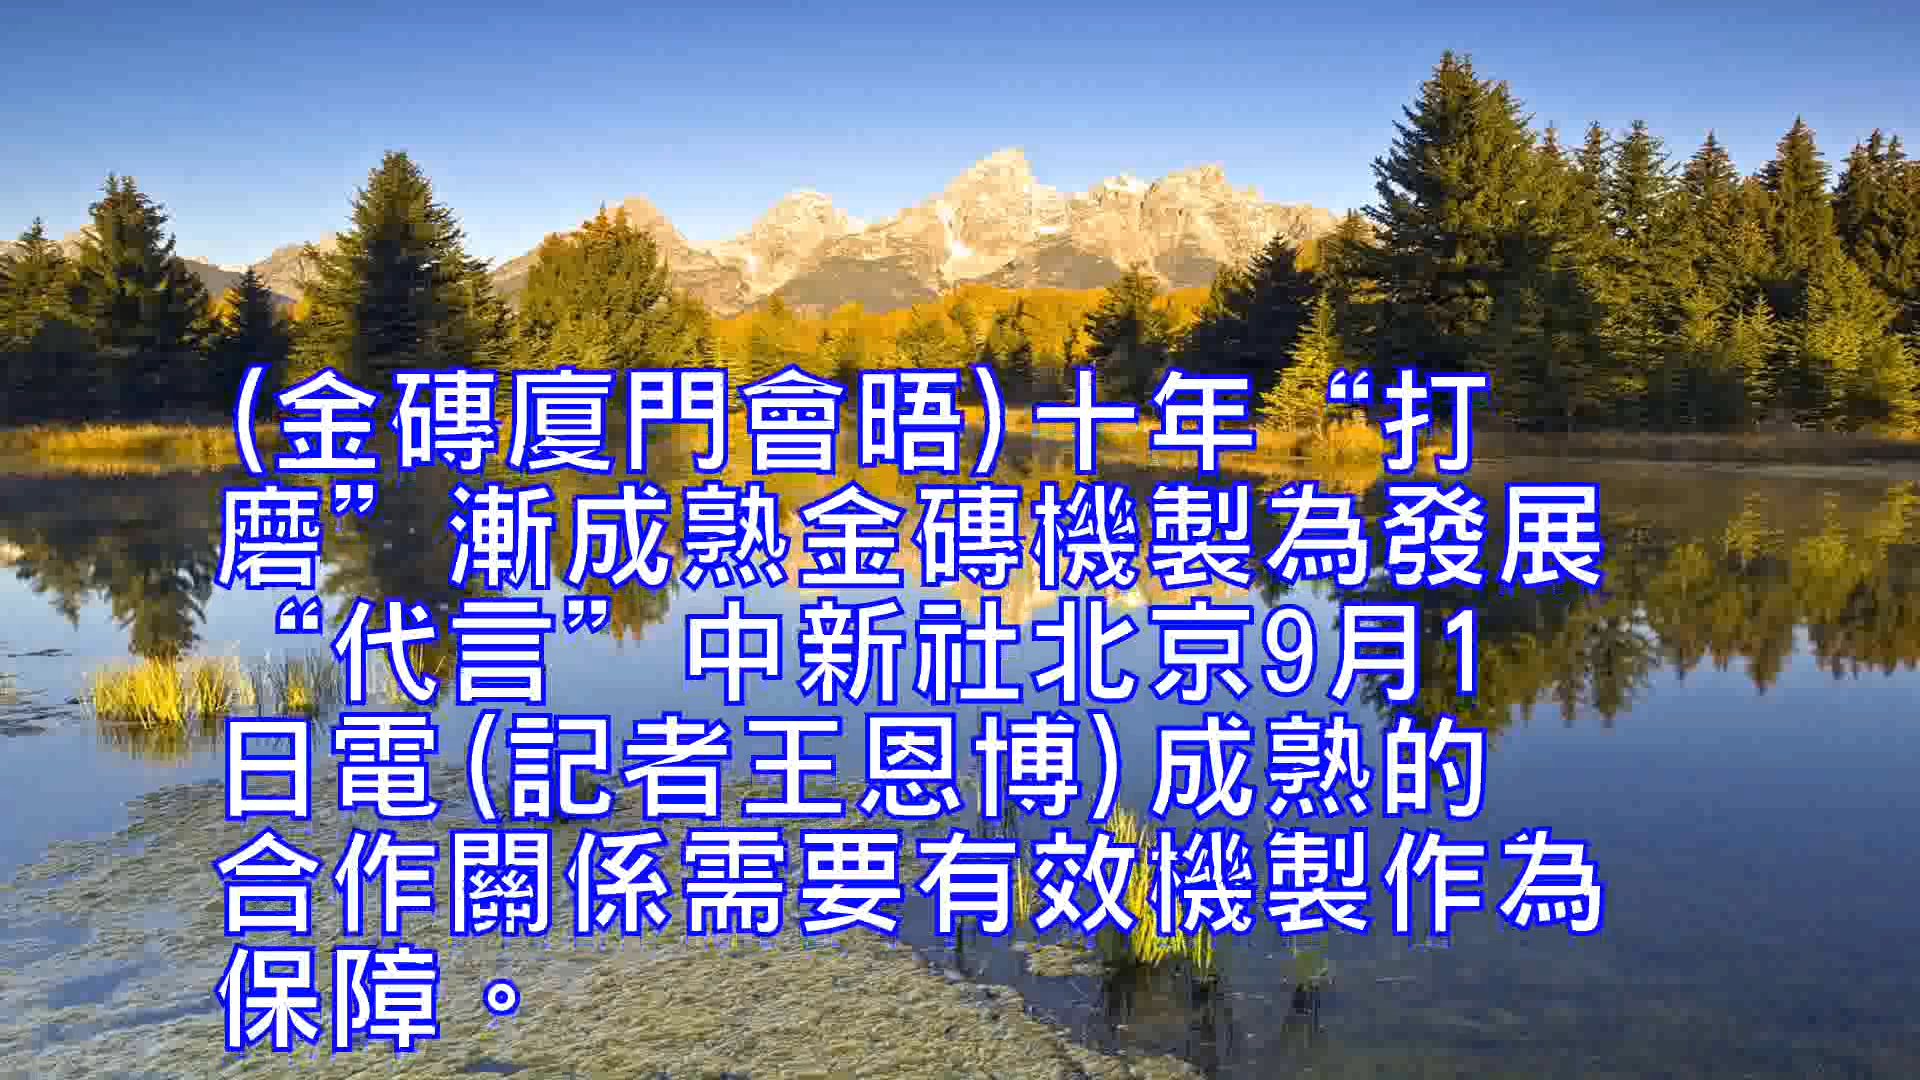 (金磚廈門會晤)十年“打
磨”漸成熟金磚機製為發展
“代言”中新社北京9月1
日電(記者王恩博)成熟的
合作關係需要有效機製作為
保障。